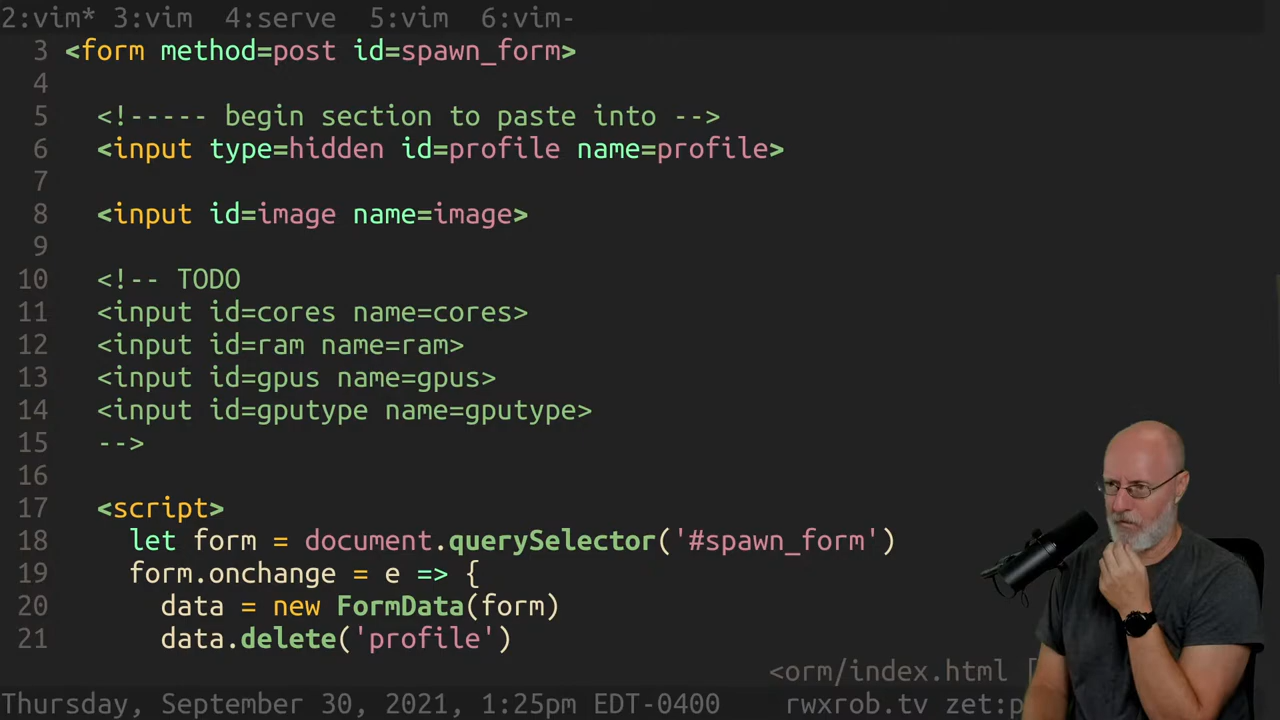 2:vim* 3:vim 4:serve 5:vim 6:vim-
3 <form method=post id=spawn_form>
4
5 <!----- begin section to paste into -->
6 <input type=hidden id=profile name=profile>
7
8 <input id=image name=image>
9
10 <!-- TODO
11 <input id=cores name=cores>
12 <input id=ram name=ram>
13 <input id=gpus name=gpus>
14 <input id=gputype name=gputype>
15 -->
16
17 <script>
18 let form = document.querySelector('#spawn_form')
19 form.onchange = e => {
20 data = new FormData(form)
21 data.delete('profile')
<orm/index.html [
Thursday, September 30, 2021, 1:25pm EDT-0400 rwxrob.tv zet:p